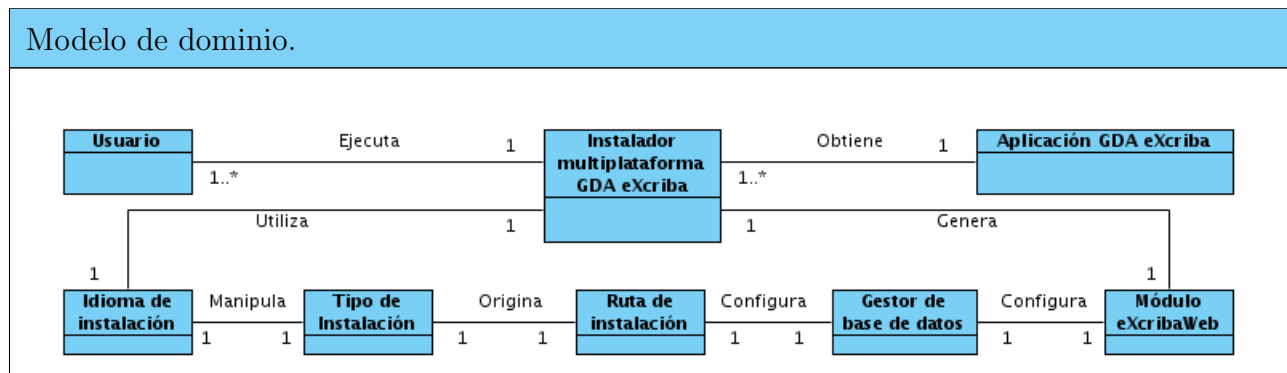 Modelo de dominio.
Usuario
Ejecuta
1
1..*
Instalador
multiplataforma
GDA eXcriba
Obtiene
1
1..*
Aplicación GDA eXcriba
Utiliza
1
1
Genera
1
1
Idioma de
instalación
Manipula
1
1
Tipo de
Instalación
Origina
1
1
Ruta de
instalación
Configura
1
1
Gestor de
base de datos
Configura
1
1
Módulo
eXcribaWeb